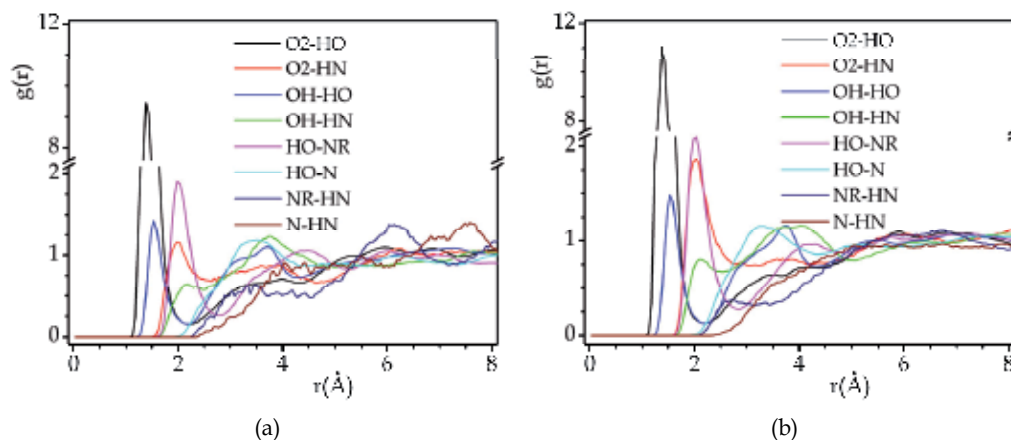 12
8
2
1
0
g(r)
O2-HO
O2-HN
OH-HO
OH-HN
HO-NR
HO-N
NR-HN
N-HN
0 2 4 6 8
r(Å)
(a)
12
8
2
1
0
g(r)
O2-HO
O2-HN
OH-HO
OH-HN
HO-NR
HO-N
NR-HN
N-HN
0 2 4 6 8
r(Å)
(b)